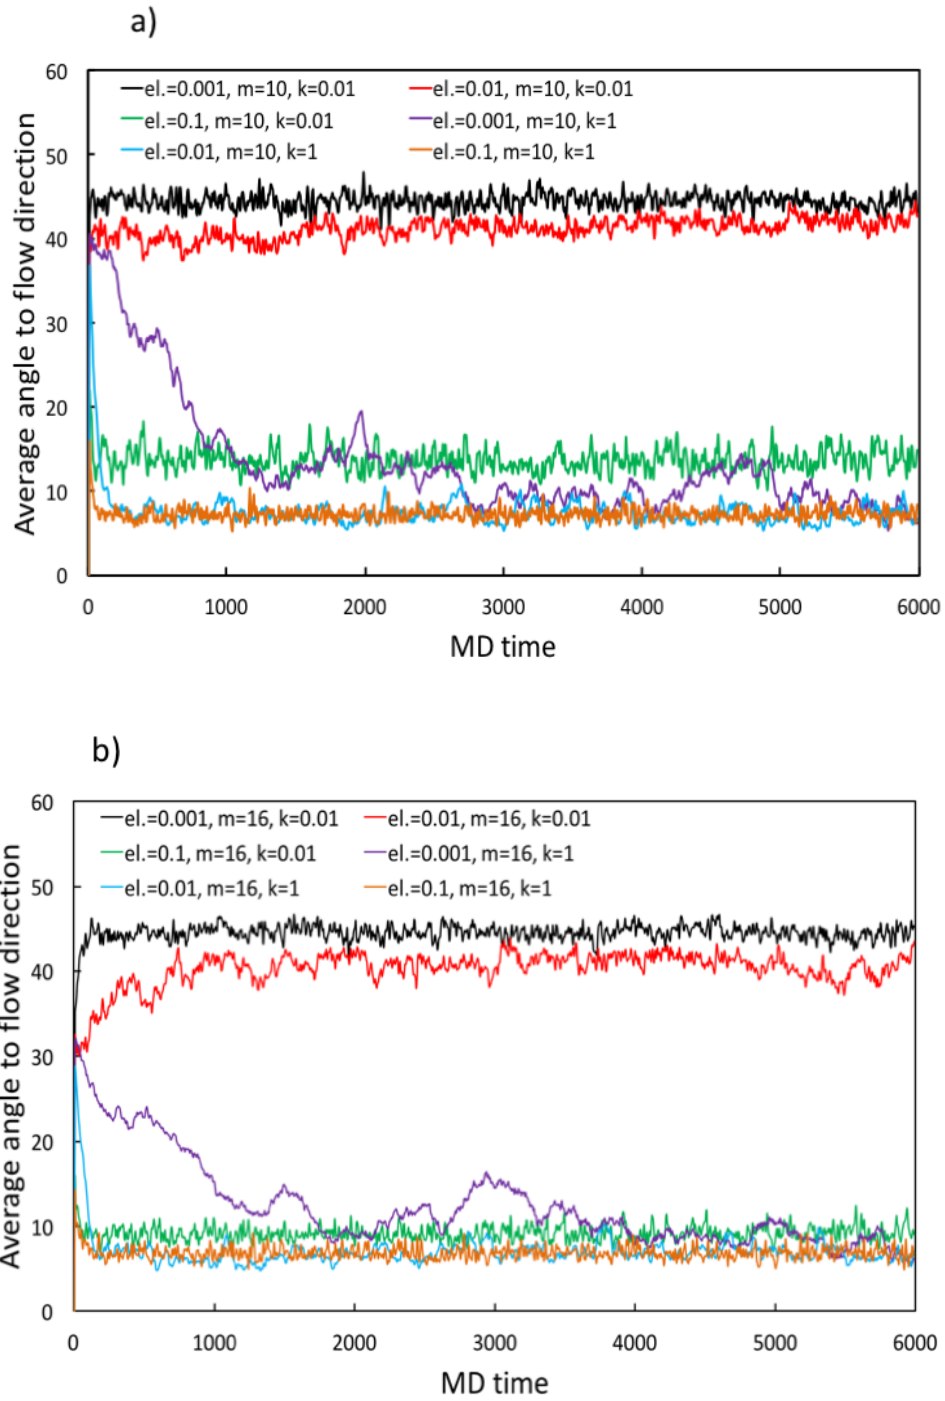 a)
Average angle to flow direction
60
50
40
30
20
10
0
el.=0.001, m=10, k=0.01
el.=0.01, m=10, k=0.01
el.=0.1, m=10, k=0.01
el.=0.001, m=10, k=1
el.=0.01, m=10, k=1
el.=0.1, m=10, k=1
0 1000 2000 3000 4000 5000 6000
MD time
b)
Average angle to flow direction
60
50
40
30
20
10
0
el.=0.001, m=16, k=0.01
el.=0.01, m=16, k=0.01
el.=0.1, m=16, k=0.01
el.=0.001, m=16, k=1
el.=0.01, m=16, k=1
el.=0.1, m=16, k=1
0 1000 2000 3000 4000 5000 6000
MD time